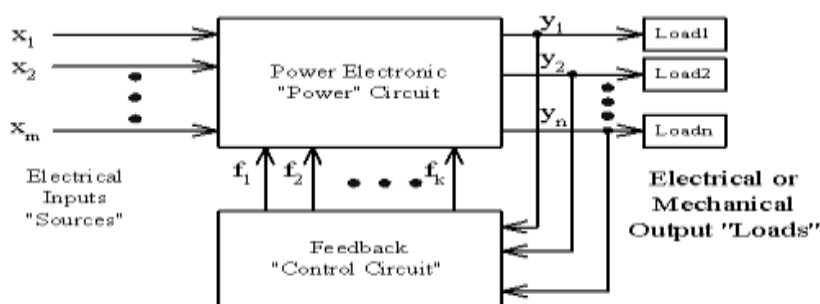 x1
x2
xm
Electrical
Inputs
"Sources"
Power Electronic
"Power" Circuit
y1
y2
yn
Load1
Load2
Loadn
f1
f2
fk
Feedback
"Control Circuit"
Electrical or
Mechanical
Output "Loads"